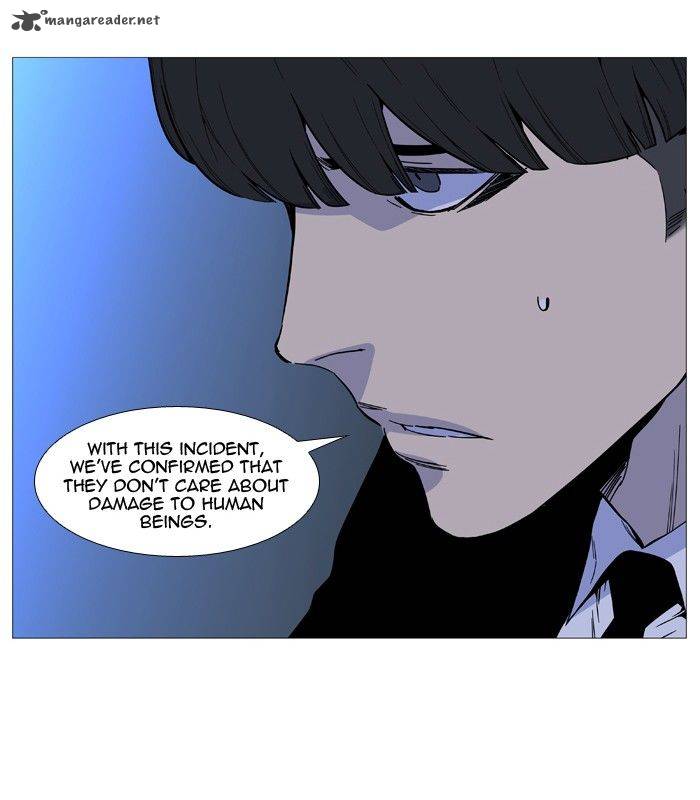 mangareader.net
WITH THIS INCIDENT,
WE'VE CONFIRMED THAT
THEY DON'T CARE ABOUT
DAMAGE TO HUMAN
BEINGS.